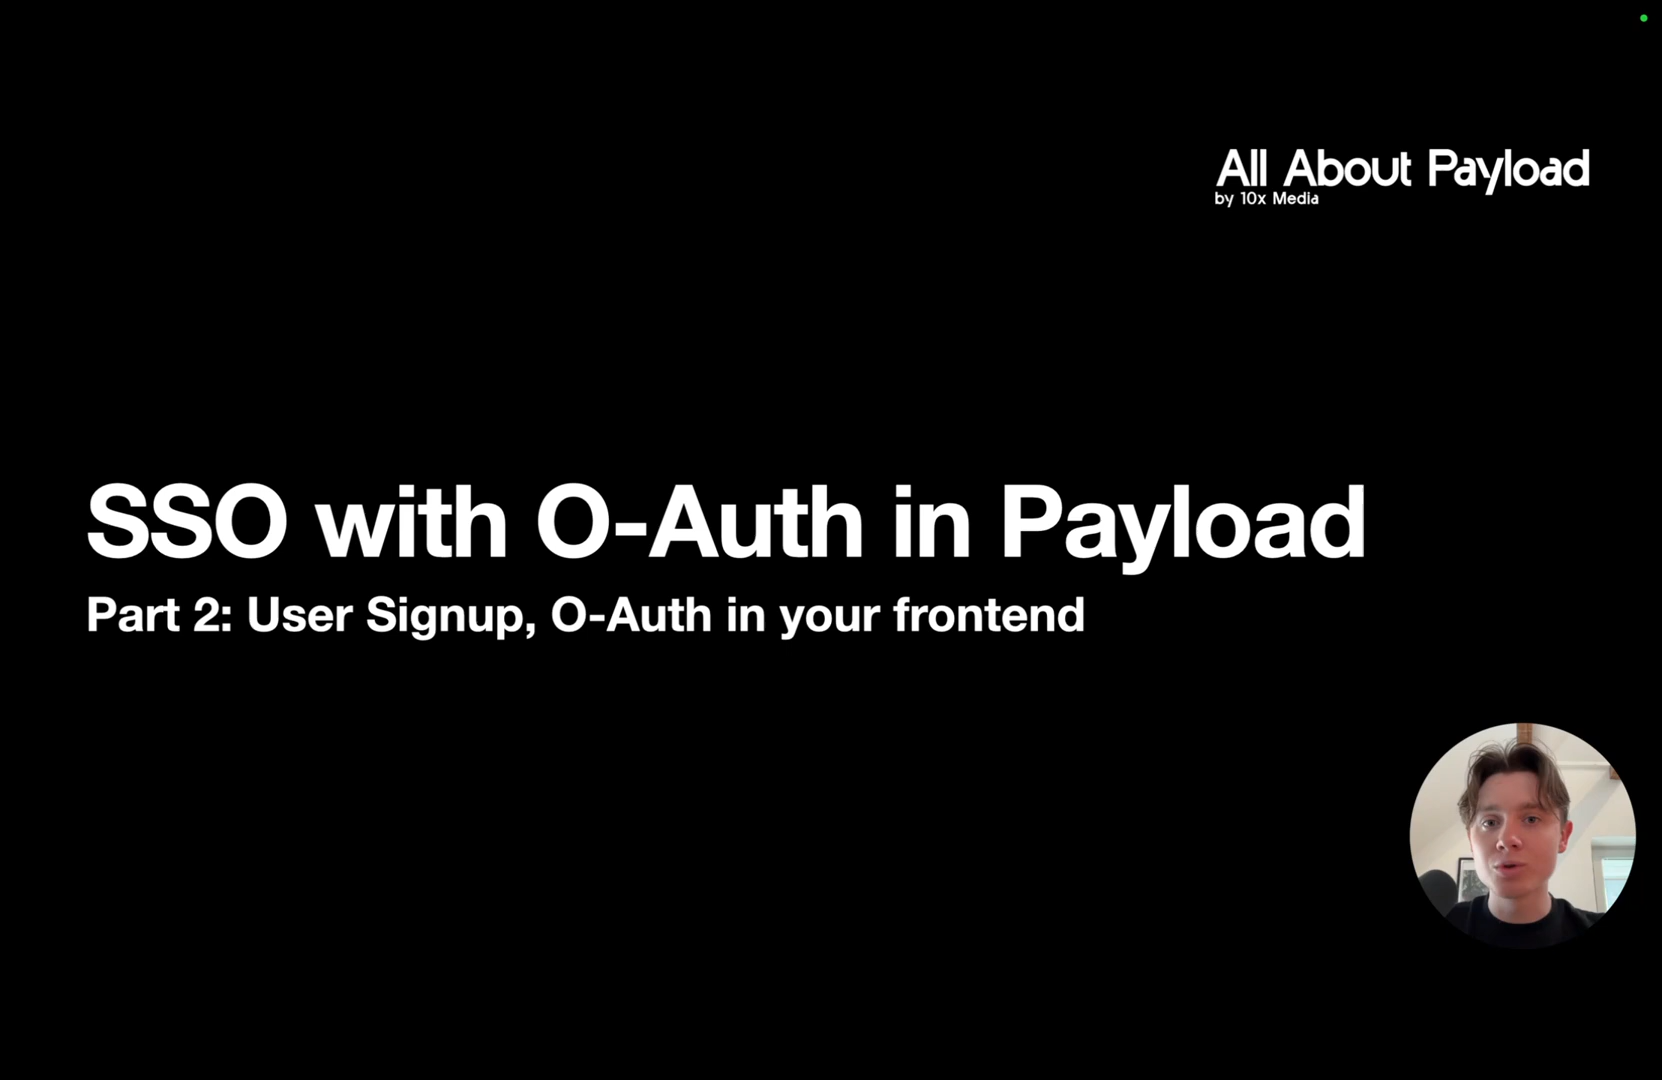 All About Payload
by 10x Media
SSO with O-Auth in Payload
Part 2: User Signup, O-Auth in your frontend